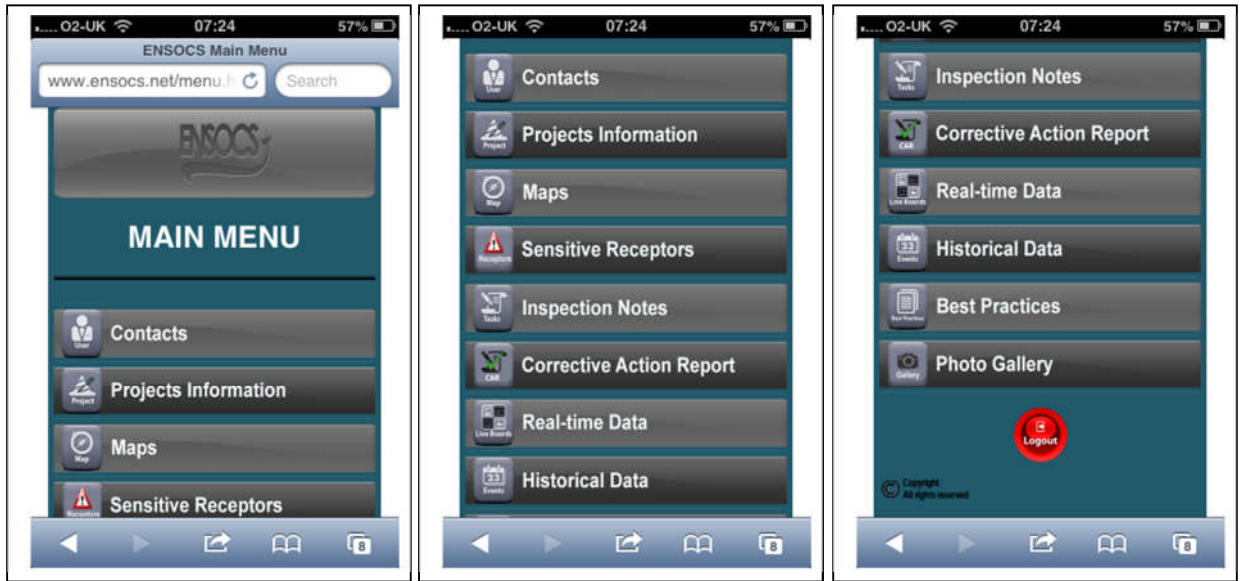 ..... O2-UK 07:24 57%
ENSOCS Main Menu
www.ensocs.net/menu.h Search
ENSOCS
MAIN MENU
User Contacts
Project Projects Information
Map Maps
Receptors Sensitive Receptors
8
..... O2-UK 07:24 57%
User Contacts
Project Projects Information
Map Maps
Receptors Sensitive Receptors
Tasks Inspection Notes
CAR Corrective Action Report
Live Boards Real-time Data
23 Events Historical Data
8
..... O2-UK 07:24 57%
Tasks Inspection Notes
CAR Corrective Action Report
Live Boards Real-time Data
23 Events Historical Data
Best Practices Best Practices
Gallery Photo Gallery
Logout
© Copyright
All rights reserved
8